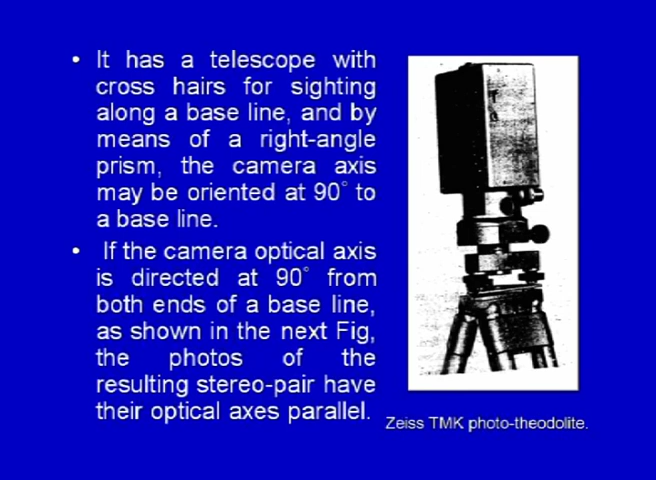 • It has a telescope with
cross hairs for sighting
along a base line, and by
means of a right-angle
prism, the camera axis
may be oriented at 90° to
a base line.
• If the camera optical axis
is directed at 90° from
both ends of a base line,
as shown in the next Fig,
the photos of the
resulting stereo-pair have
their optical axes parallel.
Zeiss TMK photo-theodolite.